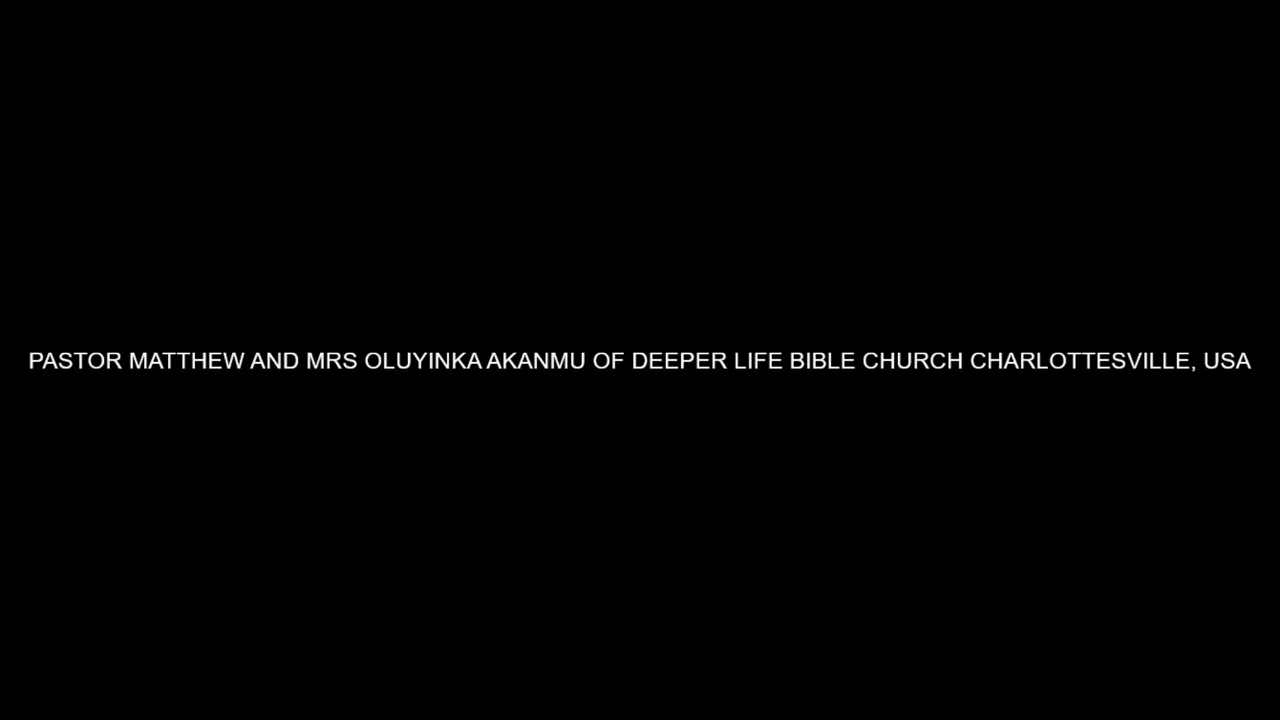 PASTOR MATTHEW AND MRS OLUYINKA AKANMU OF DEEPER LIFE BIBLE CHURCH CHARLOTTESVILLE, USA